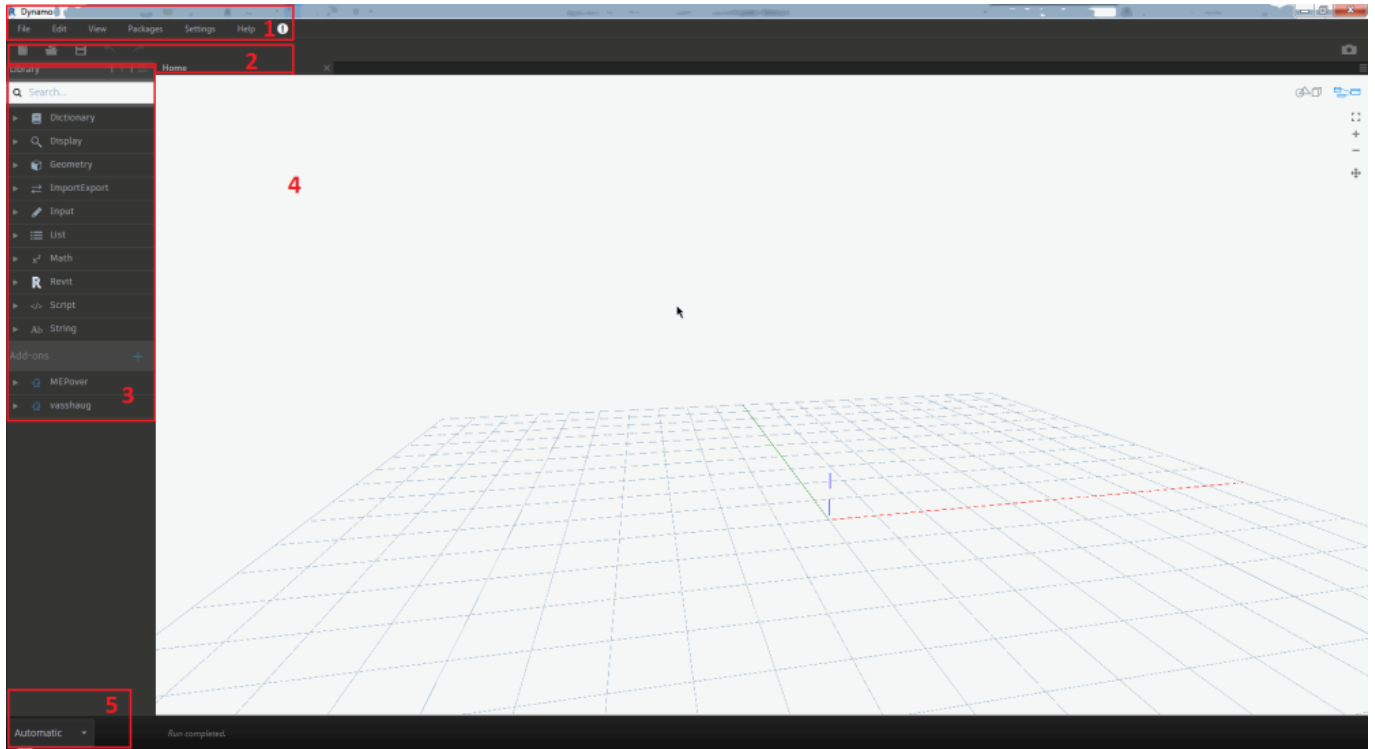 Dynamo
File Edit View Packages Settings Help 1 !
2
Library
Home
Search...
Dictionary
Display
Geometry
ImportExport
4
Input
List
Math
Revit
Script
String
Add-ons
MEPover
3
vasshaug
5
Automatic
Run completed.